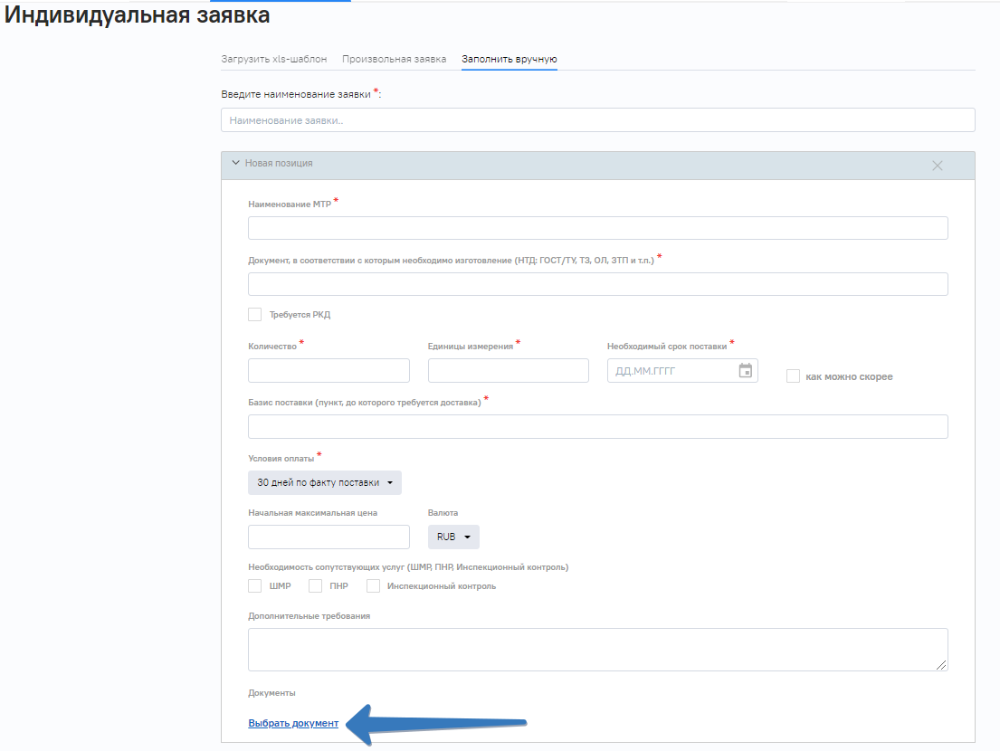 Индивидуальная заявка
Загрузить xls-шаблон Произвольная заявка Заполнить вручную
Введите наименование заявки *:
Наименование заявки..
Новая позиция
Наименование МТР *
Документ, в соответствии с которым необходимо изготовление (НТД: ГОСТ/ТУ, ТЗ, ОЛ, ЗТП и т.п.) *
Требуется РКД
Количество * Единицы измерения * Необходимый срок поставки *
ДД.ММ.ГГГГ как можно скорее
Базис поставки (пункт, до которого требуется доставка) *
Условия оплаты *
30 дней по факту поставки
Начальная максимальная цена Валюта
RUB
Необходимость сопутствующих услуг (ШМР, ПНР, Инспекционный контроль)
ШМР ПНР Инспекционный контроль
Дополнительные требования
Документы
Выбрать документ